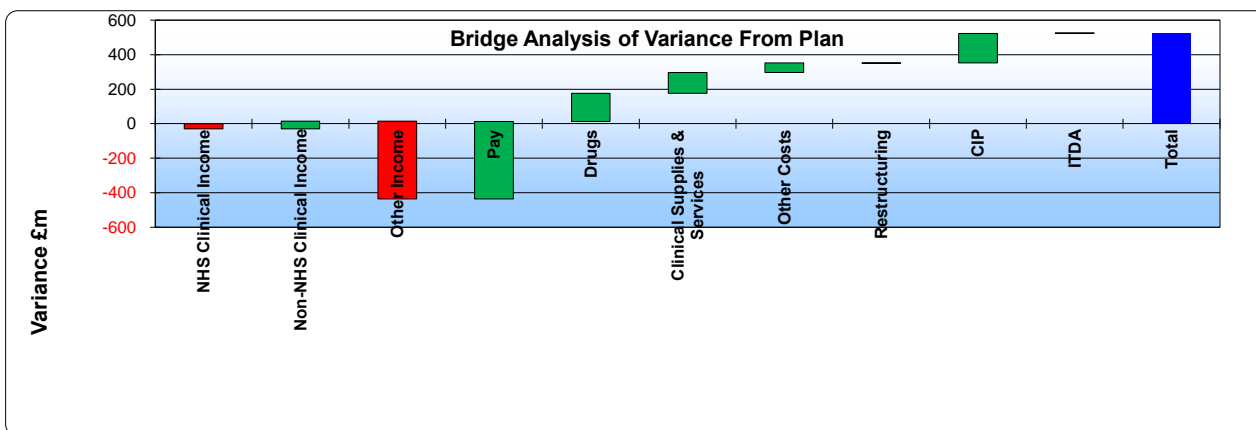 Bridge Analysis of Variance From Plan
600
400
200
0
-200
-400
-600
Variance £m
NHS Clinical Income
Non-NHS Clinical Income
Other Income
Pay
Drugs
Clinical Supplies &
Services
Other Costs
Restructuring
CIP
ITDA
Total